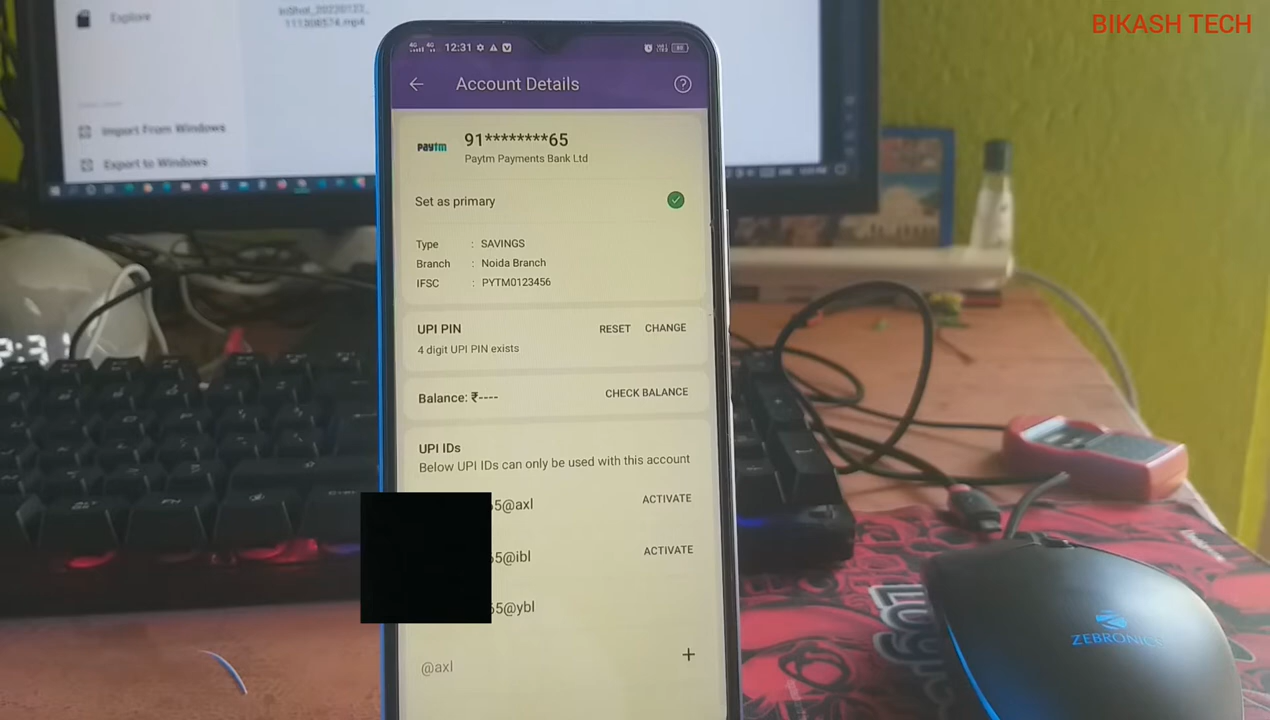 BIKASH TECH
Explore
Import From Windows
Export to Windows
12:31
Account Details
paytm
91********65
Paytm Payments Bank Ltd
Set as primary
Type : SAVINGS
Branch : Noida Branch
IFSC : PYTM0123456
UPI PIN RESET CHANGE
4 digit UPI PIN exists
Balance: ₹---- CHECK BALANCE
UPI IDs
Below UPI IDs can only be used with this account
5@axl ACTIVATE
65@ibl ACTIVATE
65@ybl
@axl +
ZEBRONICS